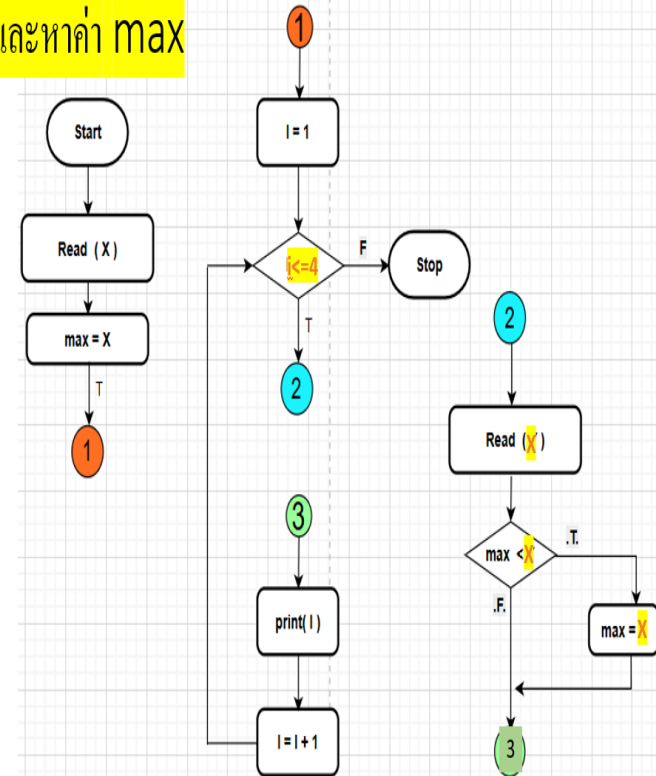 และหาค่า max
Start
Read ( X )
max = X
T
1
1
I = 1
i<=4
F
Stop
T
2
3
print( I )
I = I + 1
2
Read (X )
max <X
.T.
.F.
max = X
3